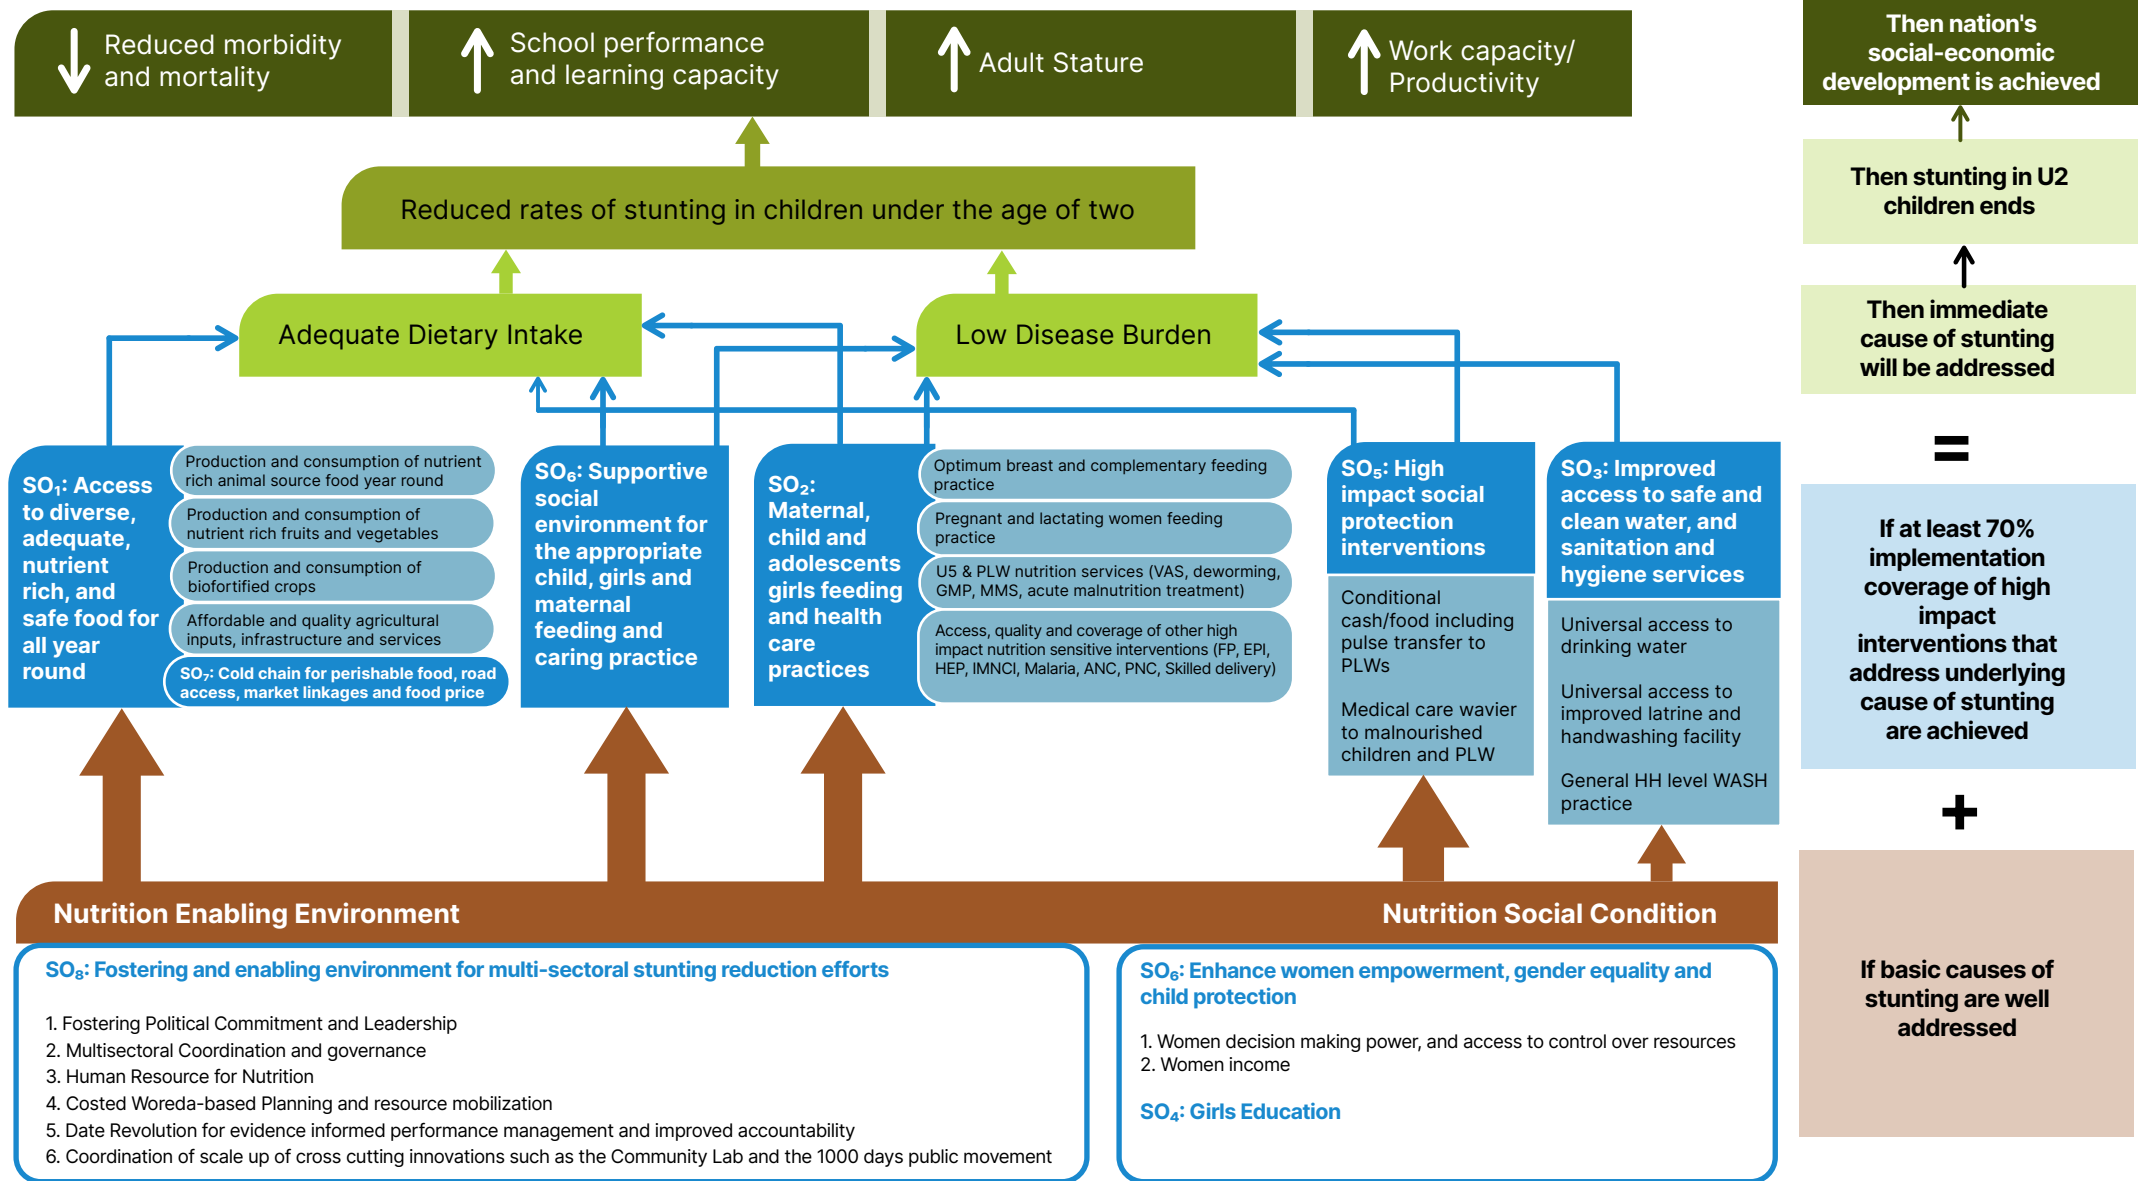 Reduced morbidity
and mortality
School performance
and learning capacity
Adult Stature
Work capacity/
Productivity
Then nation's
social-economic
development is achieved
Reduced rates of stunting in children under the age of two
Then stunting in U2
children ends
Adequate Dietary Intake
Low Disease Burden
Then immediate
cause of stunting
will be addressed
=
SO₁: Access
to diverse,
adequate,
nutrient
rich, and
safe food for
all year
round
Production and consumption of nutrient
rich animal source food year round
Production and consumption of
nutrient rich fruits and vegetables
Production and consumption of
biofortified crops
Affordable and quality agricultural
inputs, infrastructure and services
SO₇: Cold chain for perishable food, road
access, market linkages and food price
SO₆: Supportive
social
environment for
the appropriate
child, girls and
maternal
feeding and
caring practice
SO₂:
Maternal,
child and
adolescents
girls feeding
and health
care
practices
Optimum breast and complementary feeding
practice
Pregnant and lactating women feeding
practice
U5 & PLW nutrition services (VAS, deworming,
GMP, MMS, acute malnutrition treatment)
Access, quality and coverage of other high
impact nutrition sensitive interventions (FP, EPI,
HEP, IMNCI, Malaria, ANC, PNC, Skilled delivery)
SO₅: High
impact social
protection
interventions
Conditional
cash/food including
pulse transfer to
PLWs
Medical care wavier
to malnourished
children and PLW
SO₃: Improved
access to safe and
clean water, and
sanitation and
hygiene services
Universal access to
drinking water
Universal access to
improved latrine and
handwashing facility
General HH level WASH
practice
If at least 70%
implementation
coverage of high
impact
interventions that
address underlying
cause of stunting
are achieved
+
Nutrition Enabling Environment
Nutrition Social Condition
SO₈: Fostering and enabling environment for multi-sectoral stunting reduction efforts
1. Fostering Political Commitment and Leadership
2. Multisectoral Coordination and governance
3. Human Resource for Nutrition
4. Costed Woreda-based Planning and resource mobilization
5. Date Revolution for evidence informed performance management and improved accountability
6. Coordination of scale up of cross cutting innovations such as the Community Lab and the 1000 days public movement
SO₆: Enhance women empowerment, gender equality and
child protection
1. Women decision making power, and access to control over resources
2. Women income
SO₄: Girls Education
If basic causes of
stunting are well
addressed